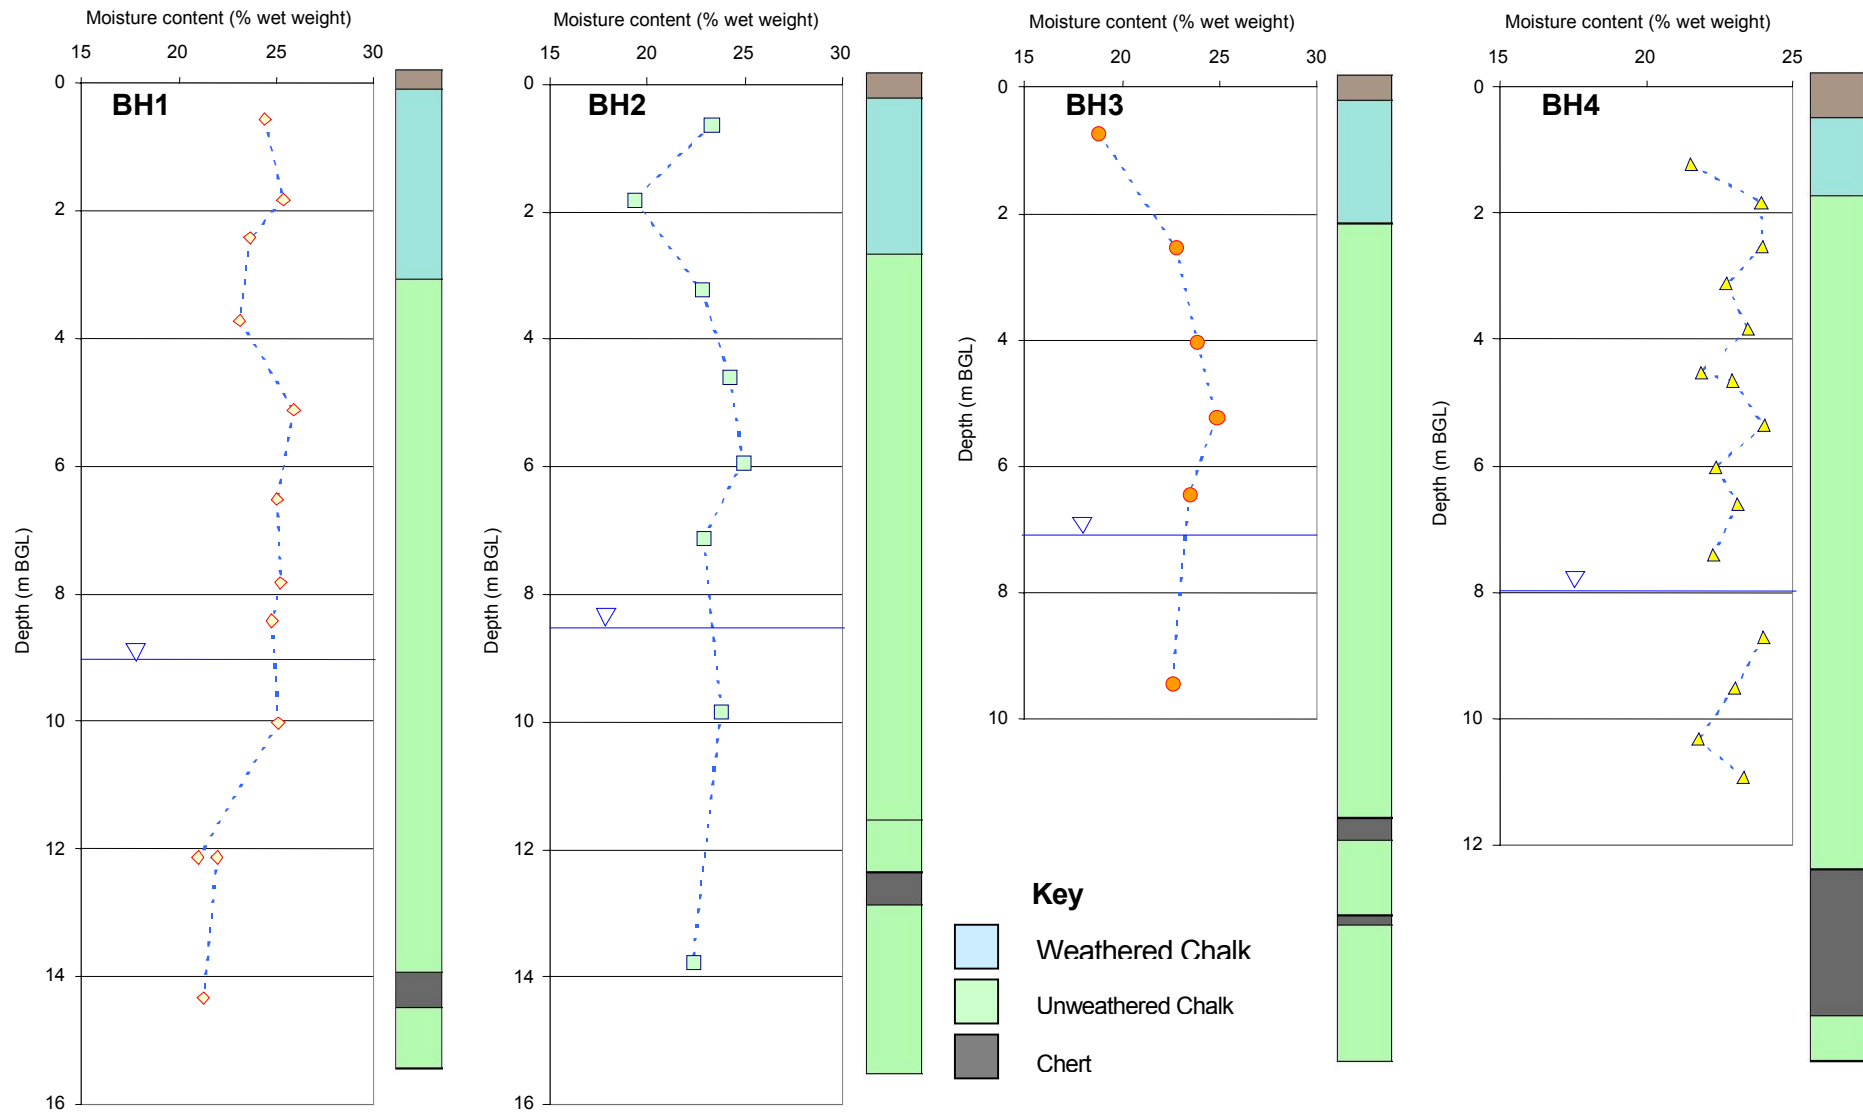 Moisture content (% wet weight)
15 20 25 30
0
BH1
2
4
6
8
10
12
14
16
Depth (m BGL)
Moisture content (% wet weight)
15 20 25 30
0
BH2
2
4
6
8
10
12
14
16
Depth (m BGL)
Moisture content (% wet weight)
15 20 25 30
0
BH3
2
4
6
8
10
Depth (m BGL)
Moisture content (% wet weight)
15 20 25
0
BH4
2
4
6
8
10
12
Depth (m BGL)
Key
Weathered Chalk
Unweathered Chalk
Chert